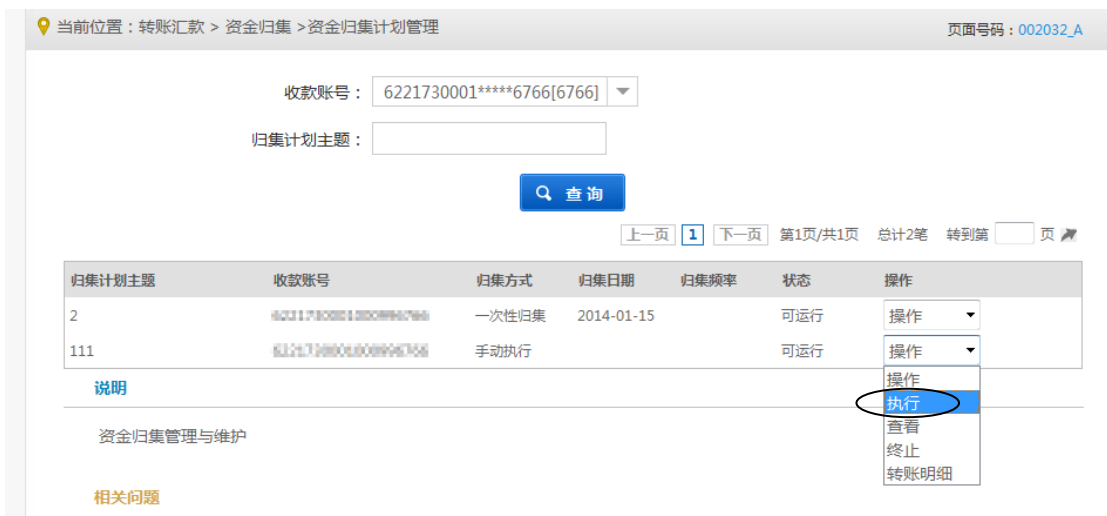 当前位置：转账汇款 > 资金归集 >资金归集计划管理 页面号码：002032_A
收款账号： 6221730001*****6766[6766]
归集计划主题：
查 询
上一页 1 下一页 第1页/共1页 总计2笔 转到第 页
归集计划主题 收款账号 归集方式 归集日期 归集频率 状态 操作
2 一次性归集 2014-01-15 可运行 操作
111 手动执行 可运行 操作
操作
说明
执行
查看
资金归集管理与维护
终止
转账明细
相关问题